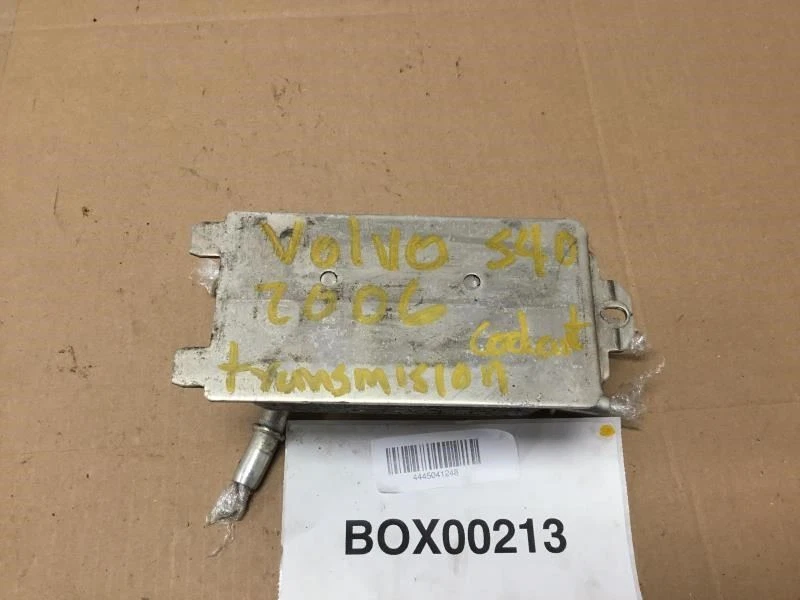 Volvo S40
2006
coolant
transmision
4445041248
BOX00213